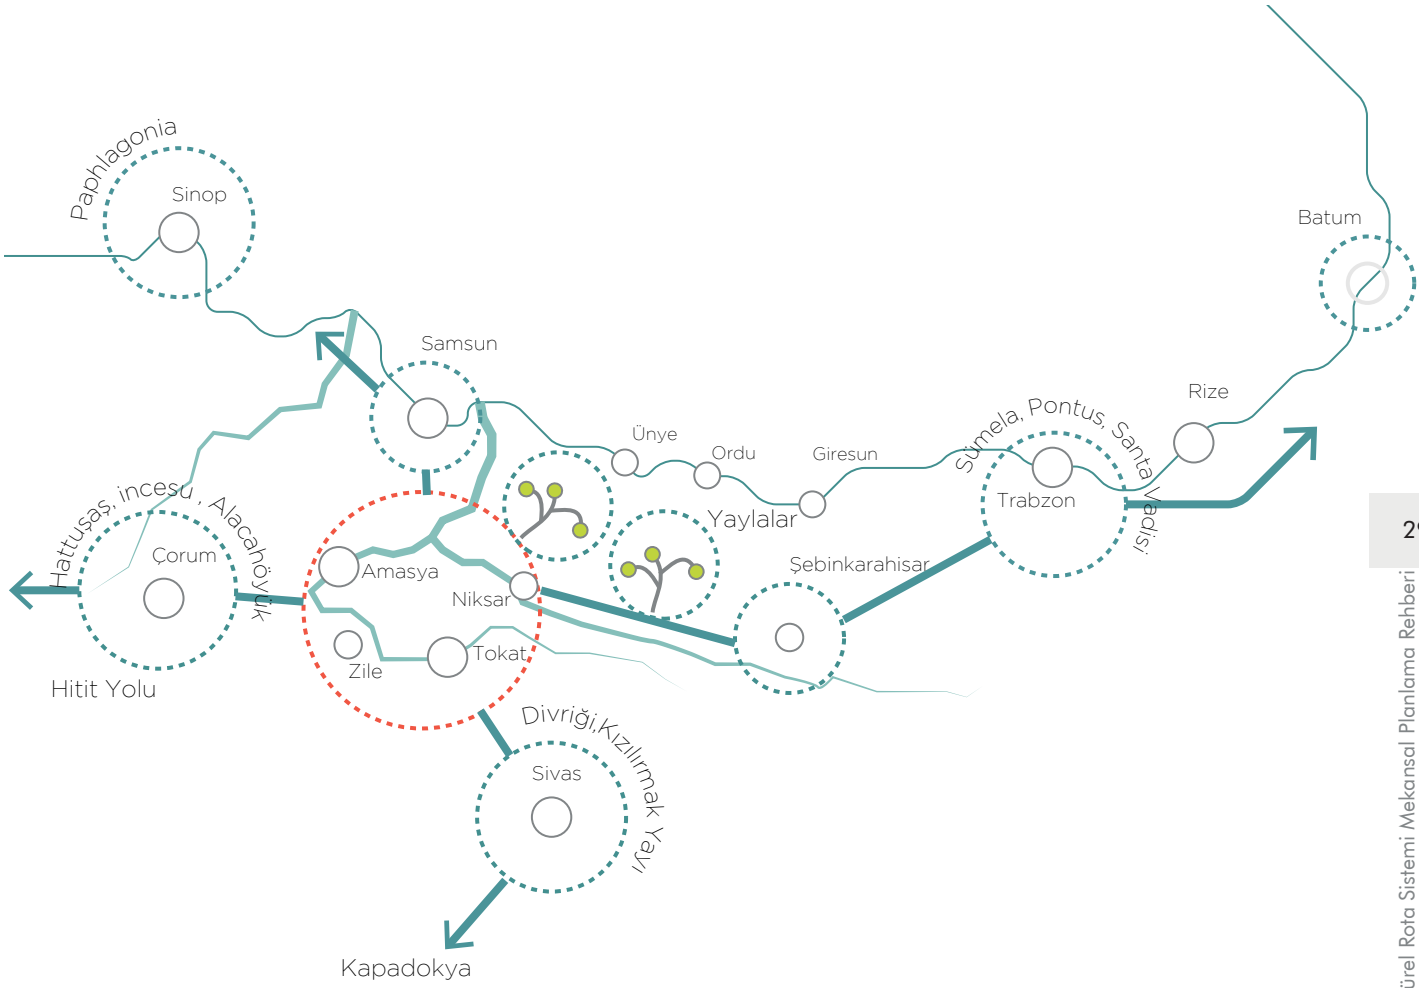 Paphlagonia
Sinop
Batum
Samsun
Rize
Ünye
Ordu
Giresun
Sümela, Pontus, Santa Vadisi
Trabzon
Yaylalar
Hattuşaş, incesu , Alacahöyük
Çorum
Amasya
Niksar
Şebinkarahisar
Zile
Tokat
Hitit Yolu
Divriği,Kızılırmak Yayı
Sivas
Kapadokya
ürel Rota Sistemi Mekansal Planlama Rehberi